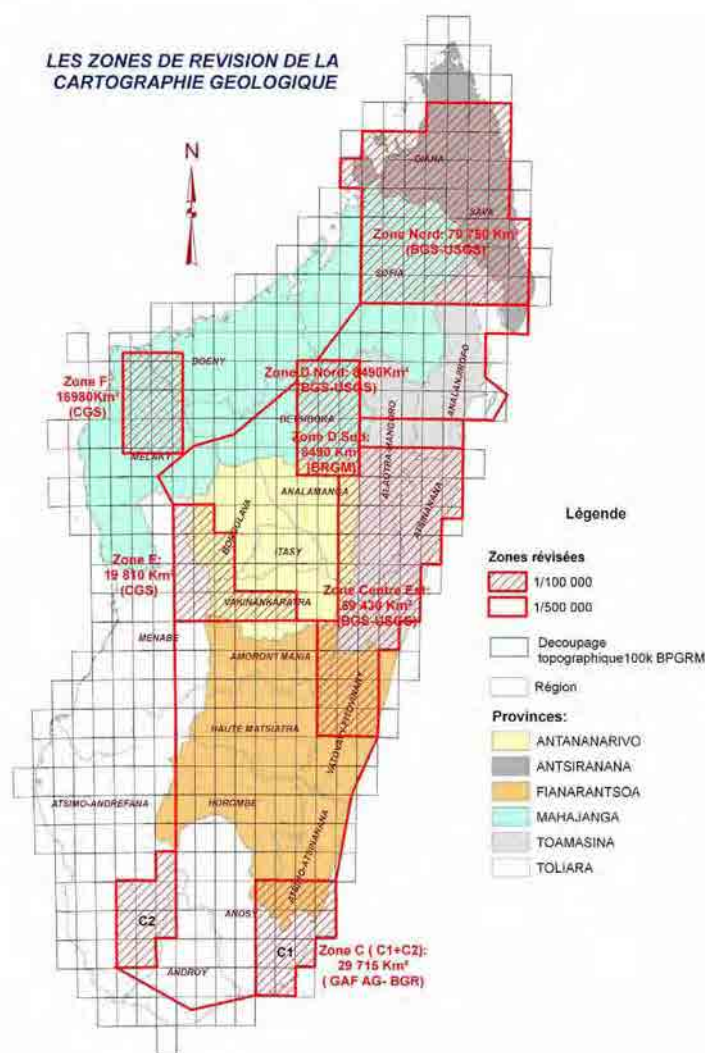 LES ZONES DE REVISION DE LA
CARTOGRAPHIE GEOLOGIQUE
N
DIANA
SAVA
Zone Nord: 79 750 Km²
(BGS-USGS)
SOFIA
BOENY
ANALANJIROFO
Zone F:
16980Km²
(CGS)
Zone D Nord: 8490Km²
(BGS-USGS)
BETSIBOKA
Zone D Sud:
8490 Km²
(BRGM)
ALAOTRA-MANGORO
MELAKY
ANALAMANGA
BONGOLAVA
ATSINANANA
ITASY
Zone E:
19 810 Km²
(CGS)
VAKINANKARATRA
Zone Centre Est:
59 430 Km²
(BGS-USGS)
MENABE
AMORONT MANIA
HAUTE MATSIATRA
VATOVAVY-FITOVINANY
ATSIMO-ANDREFANA
HOROMBE
ATSIMO-ATSINANANA
C2
ANOSY
C1
ANDROY
Zone C ( C1+C2):
29 715 Km²
( GAF AG- BGR)
Légende
Zones révisées
1/100 000
1/500 000
Decoupage
topographique100k BPGRM
Région
Provinces:
ANTANANARIVO
ANTSIRANANA
FIANARANTSOA
MAHAJANGA
TOAMASINA
TOLIARA